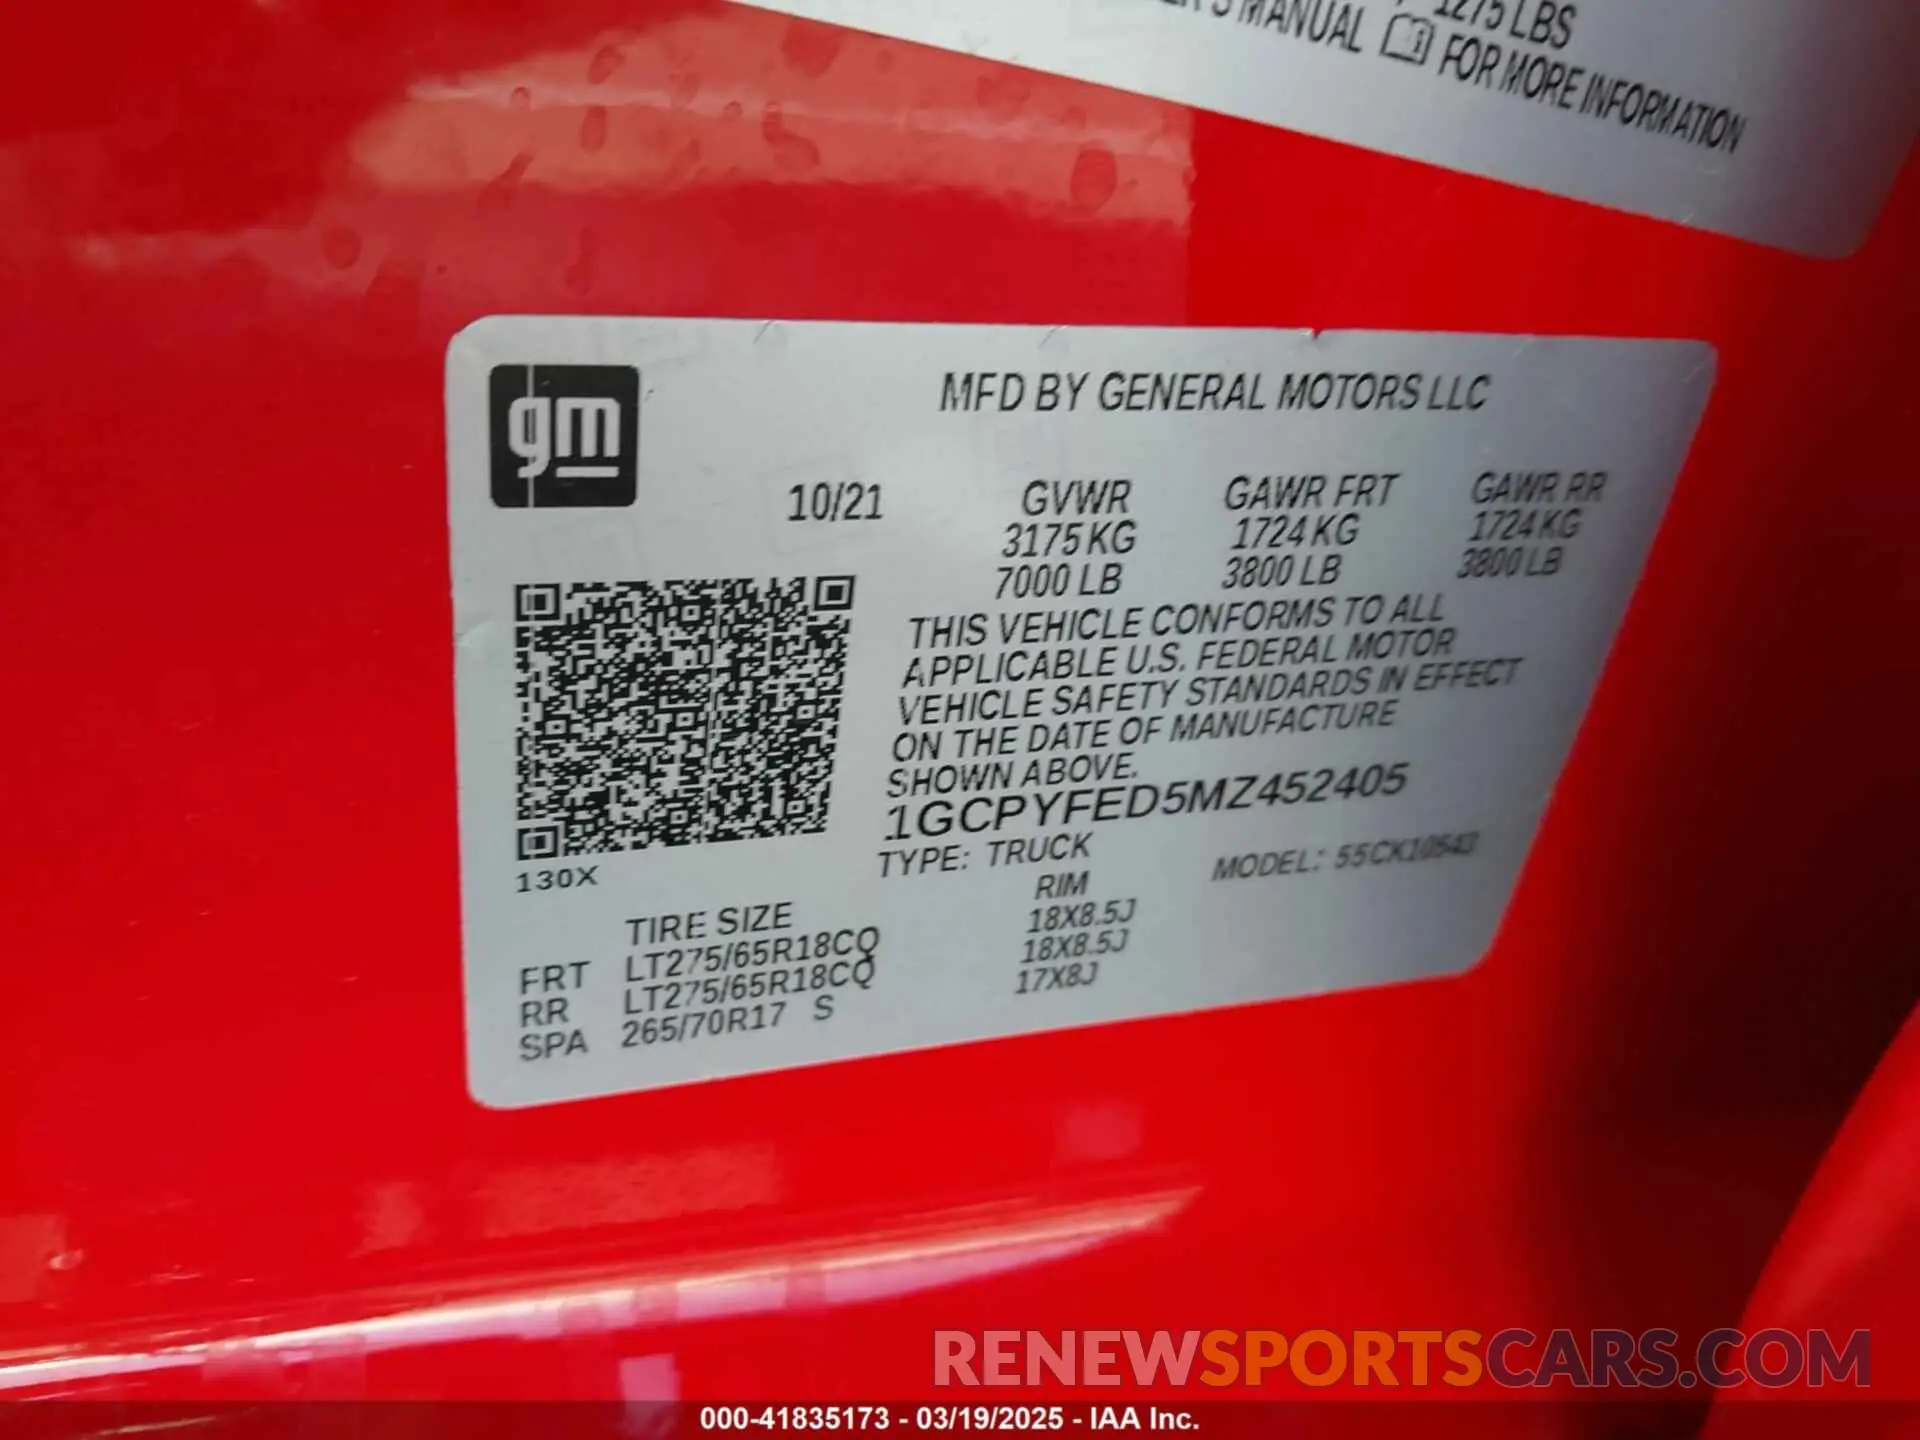 1275 LBS
MANUAL FOR MORE INFORMATION
gm
MFD BY GENERAL MOTORS LLC
10/21 GVWR GAWR FRT GAWR RR
3175 KG 1724 KG 1724 KG
7000 LB 3800 LB 3800 LB
THIS VEHICLE CONFORMS TO ALL
APPLICABLE U.S. FEDERAL MOTOR
VEHICLE SAFETY STANDARDS IN EFFECT
ON THE DATE OF MANUFACTURE
SHOWN ABOVE.
1GCPYFED5MZ452405
TYPE: TRUCK MODEL: 55CK10543
130X
TIRE SIZE RIM
FRT LT275/65R18CQ 18X8.5J
RR LT275/65R18CQ 18X8.5J
SPA 265/70R17 S 17X8J
RENEWSPORTSCARS.COM
000-41835173 - 03/19/2025 - IAA Inc.